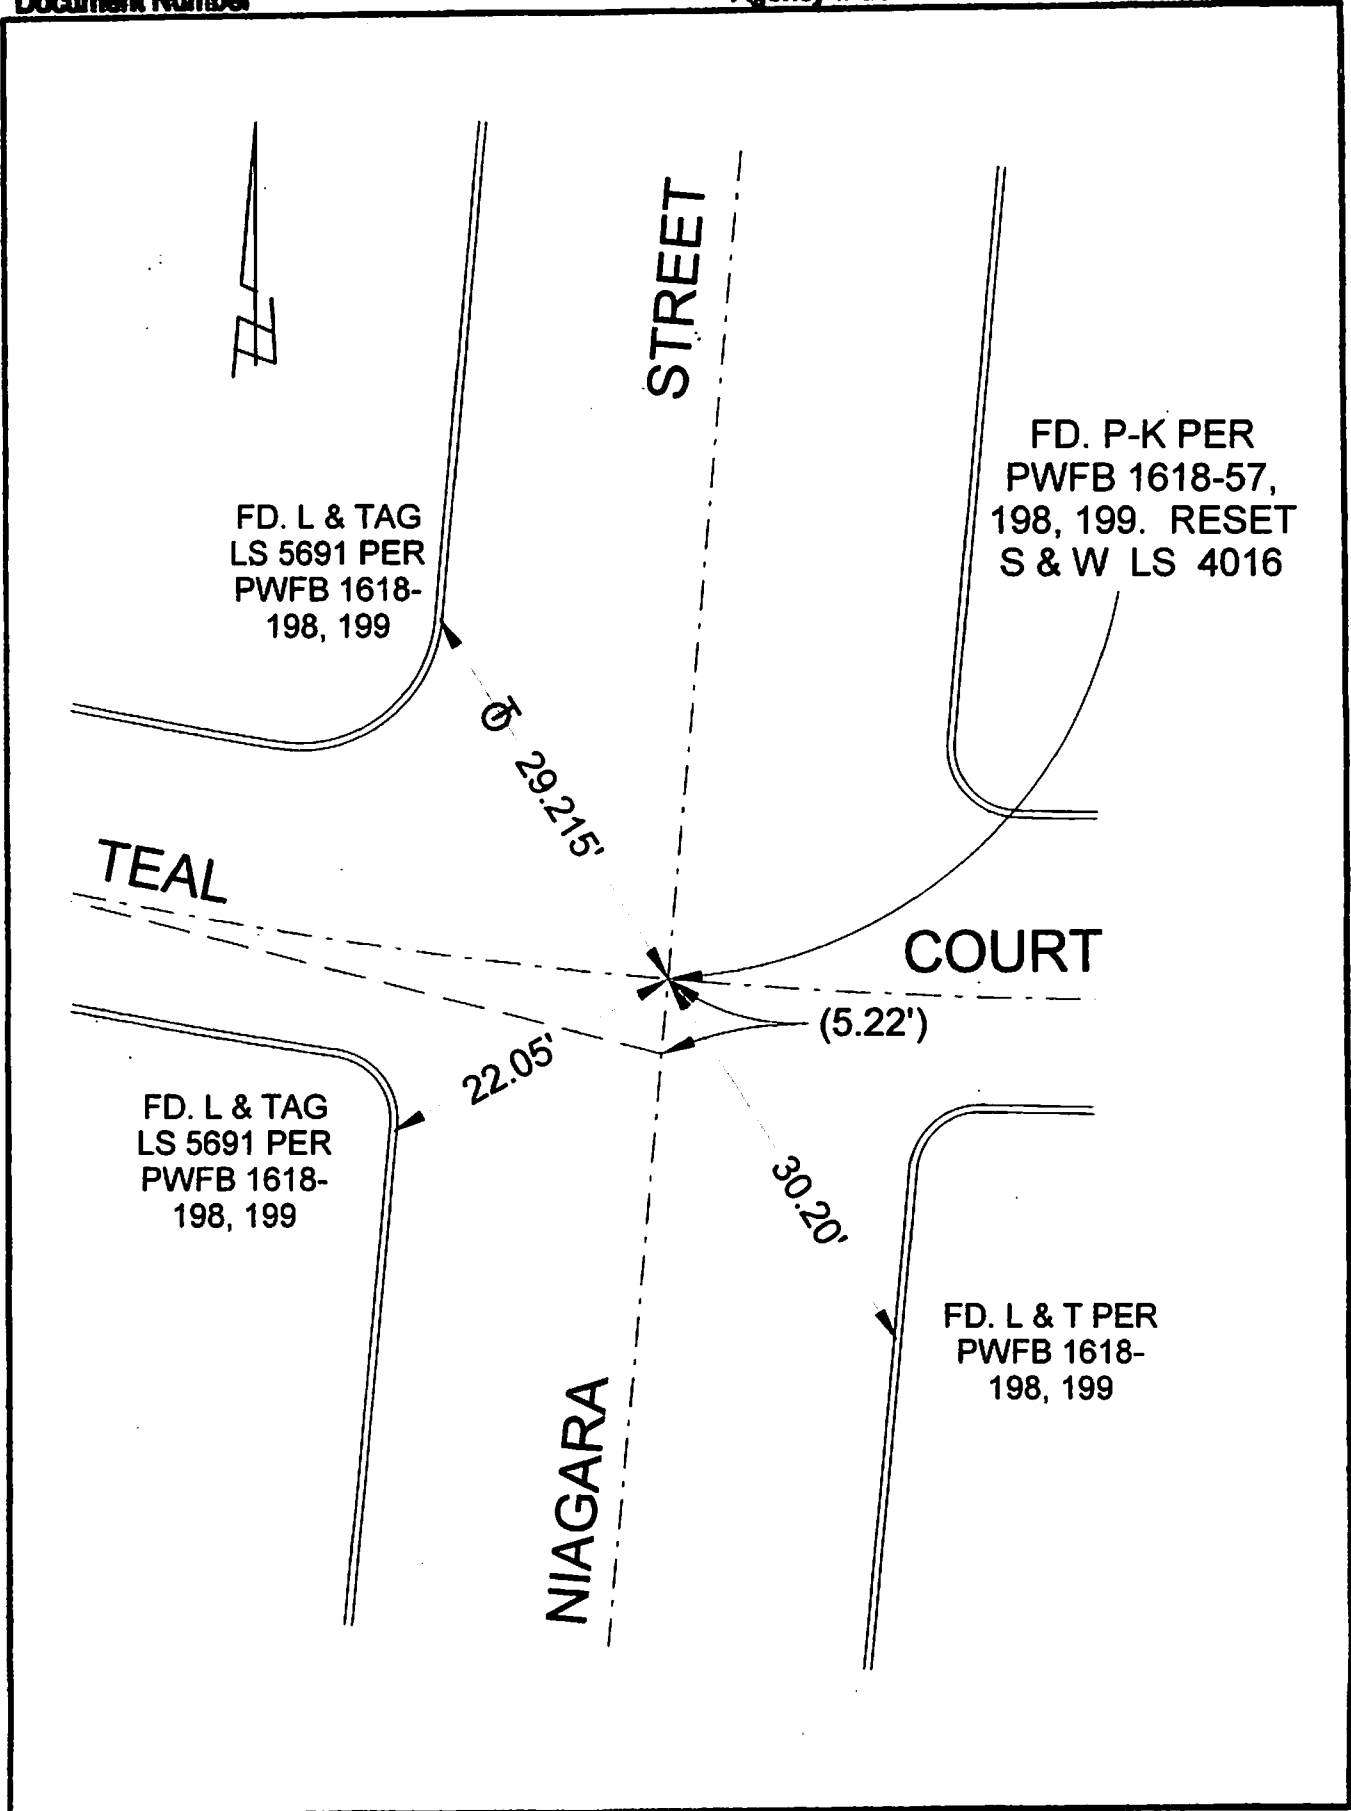 Document Number
STREET
FD. P-K PER
PWFB 1618-57,
198, 199. RESET
S & W LS 4016
FD. L & TAG
LS 5691 PER
PWFB 1618-
198, 199
29.215'
TEAL
COURT
(5.22')
22.05'
FD. L & TAG
LS 5691 PER
PWFB 1618-
198, 199
30.20'
FD. L & T PER
PWFB 1618-
198, 199
NIAGARA